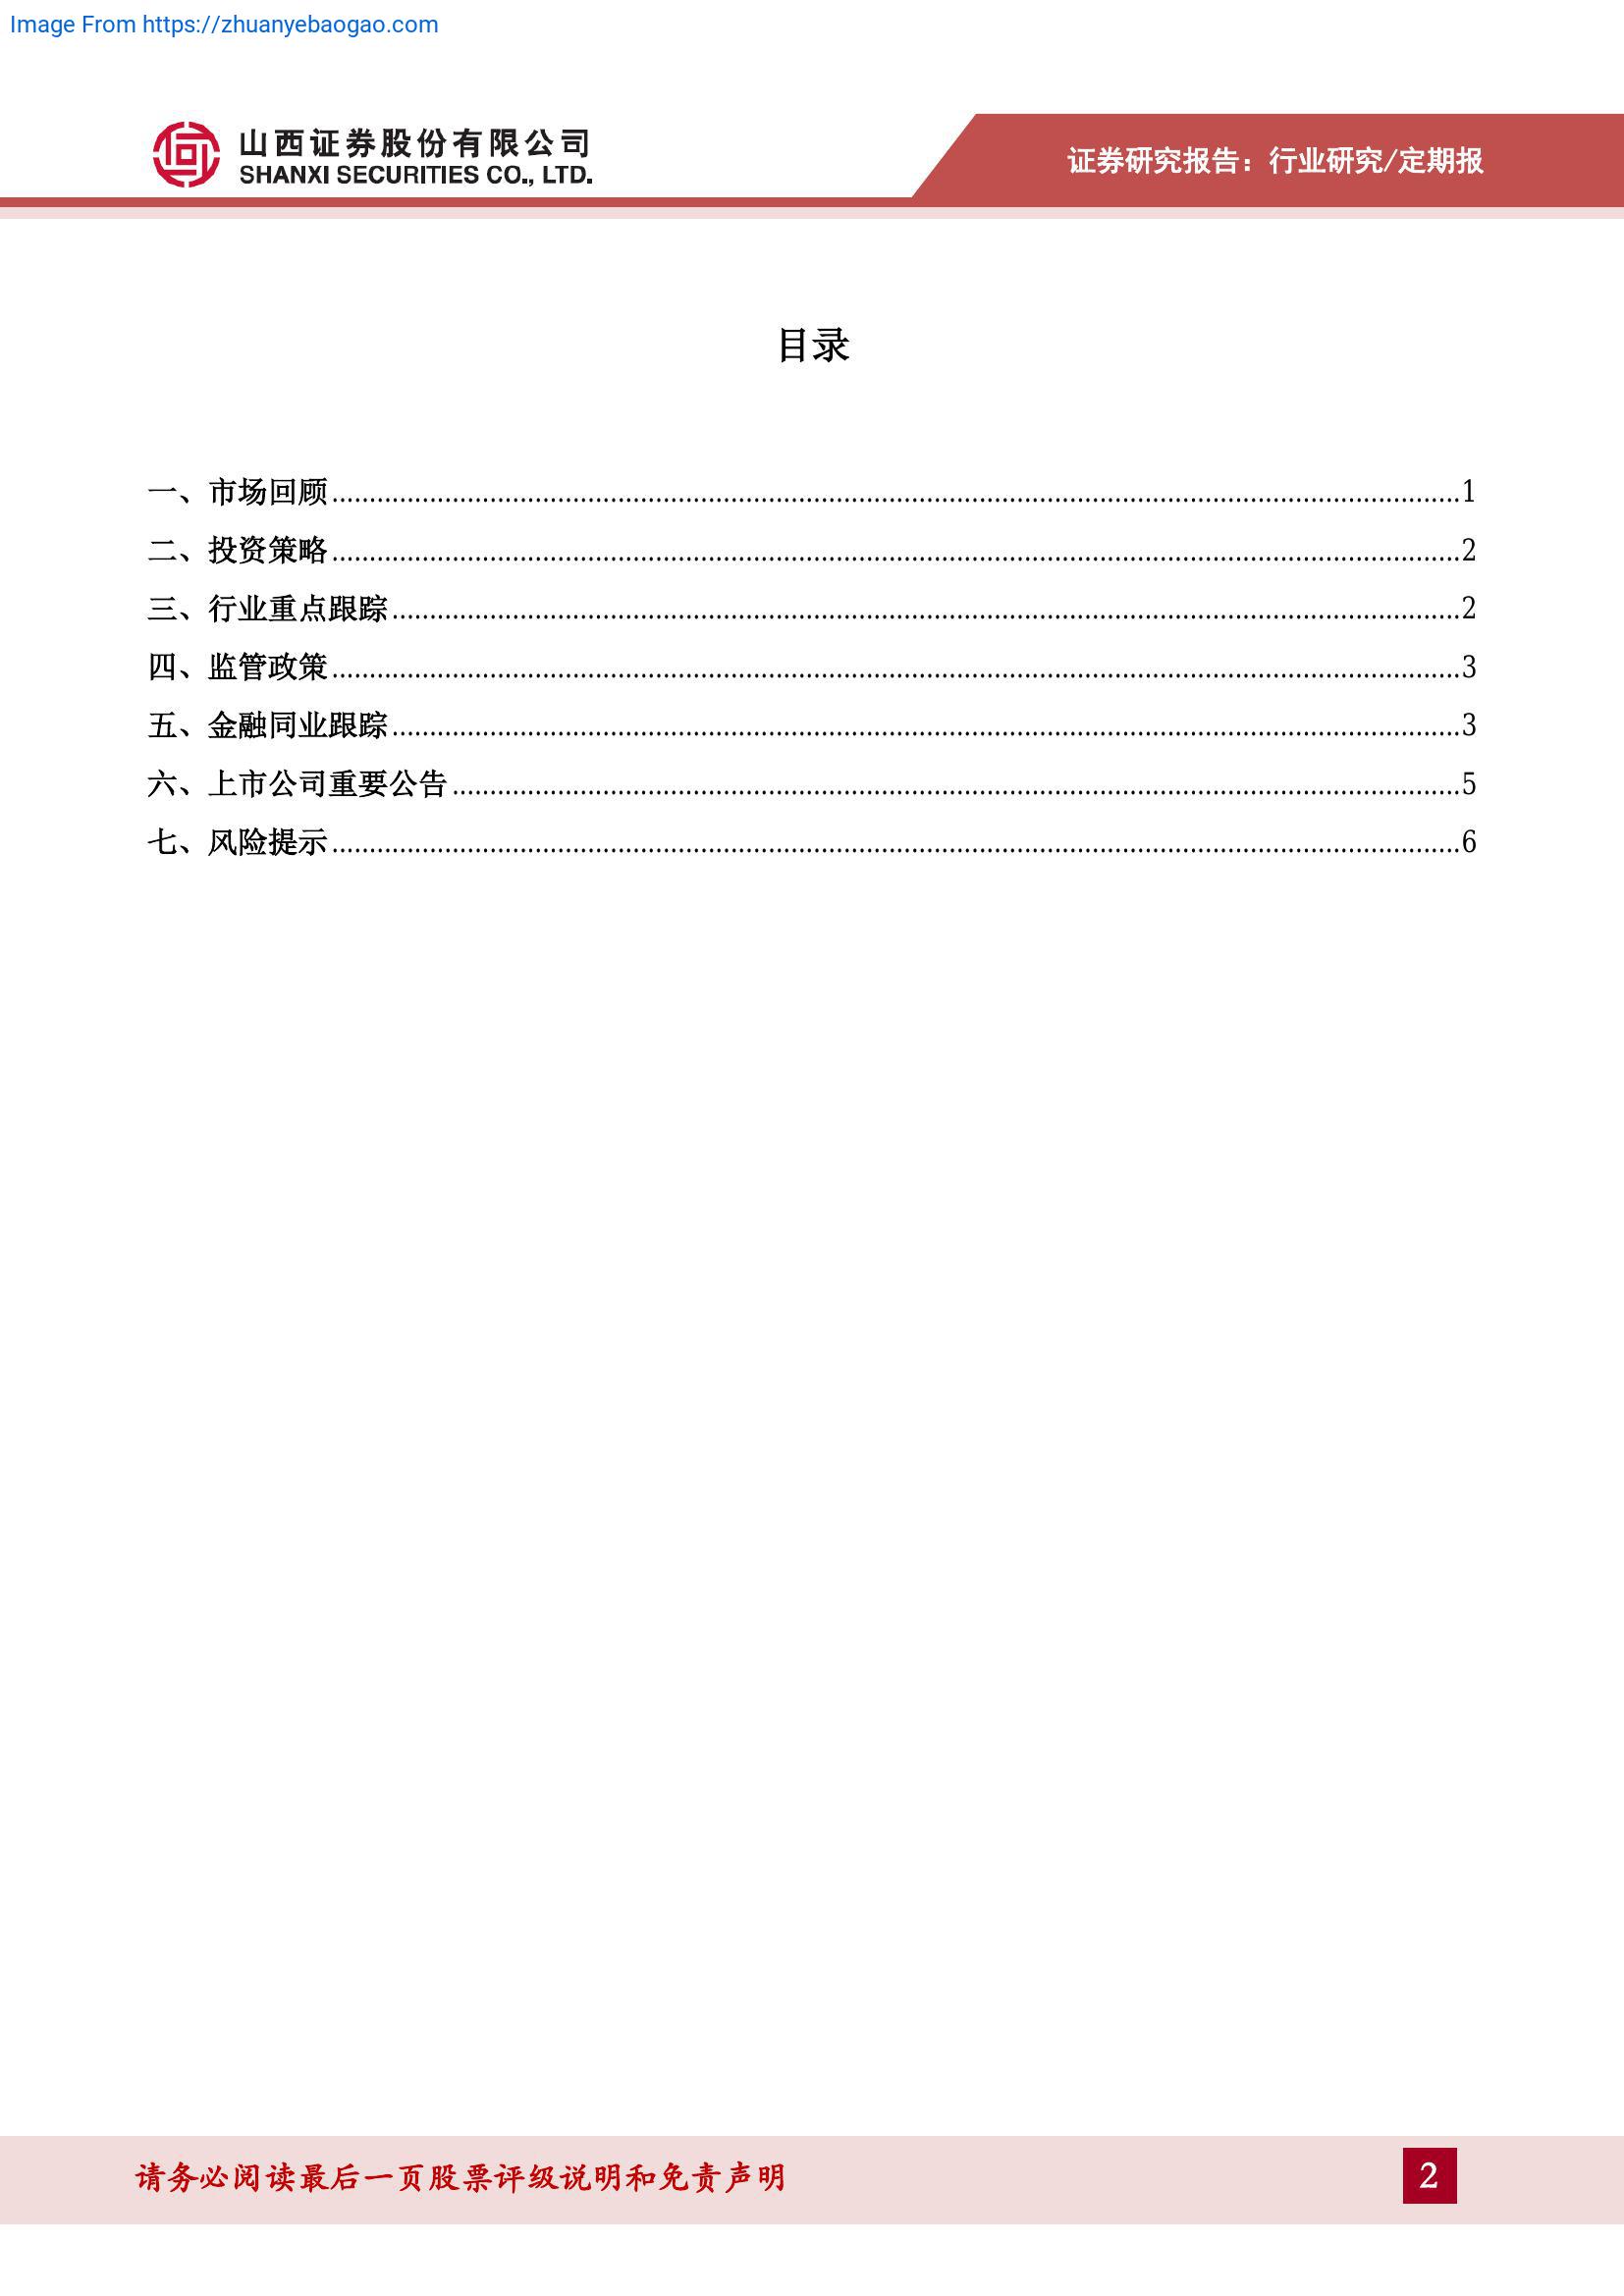 Image From https://zhuanyebaogao.com
山西证券股份有限公司
SHANXI SECURITIES CO., LTD.
证券研究报告：行业研究/定期报
目录
一、市场回顾........................................................................1
二、投资策略........................................................................2
三、行业重点跟踪........................................................................2
四、监管政策........................................................................3
五、金融同业跟踪........................................................................3
六、上市公司重要公告........................................................................5
七、风险提示........................................................................6
请务必阅读最后一页股票评级说明和免责声明
2